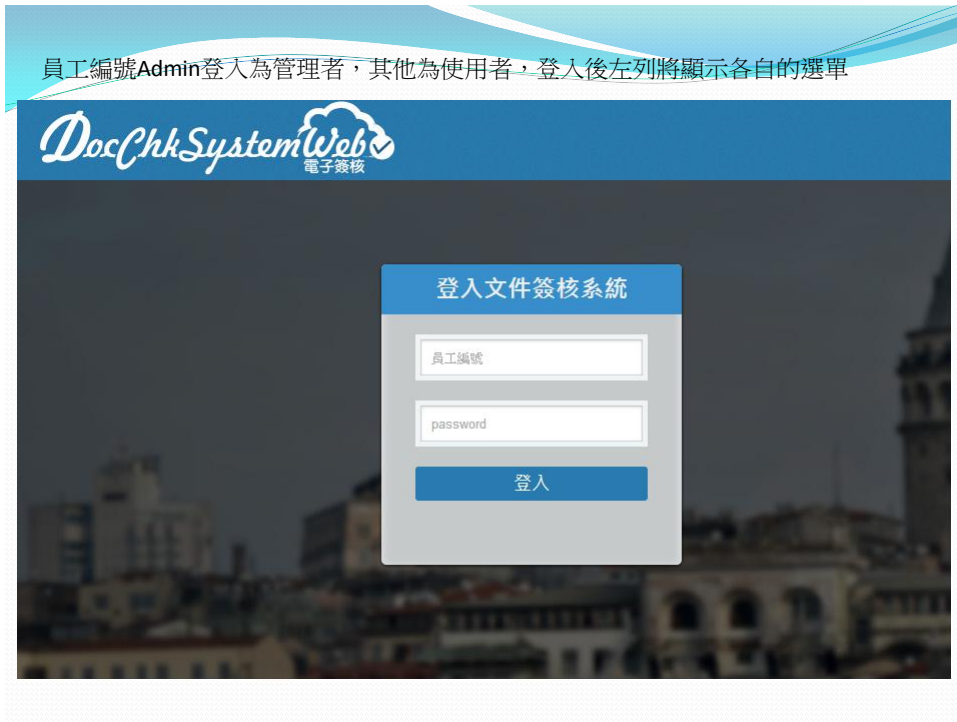 員工編號Admin登入為管理者，其他為使用者，登入後左列將顯示各自的選單
DocChkSystemWeb
電子簽核
登入文件簽核系統
員工編號
password
登入